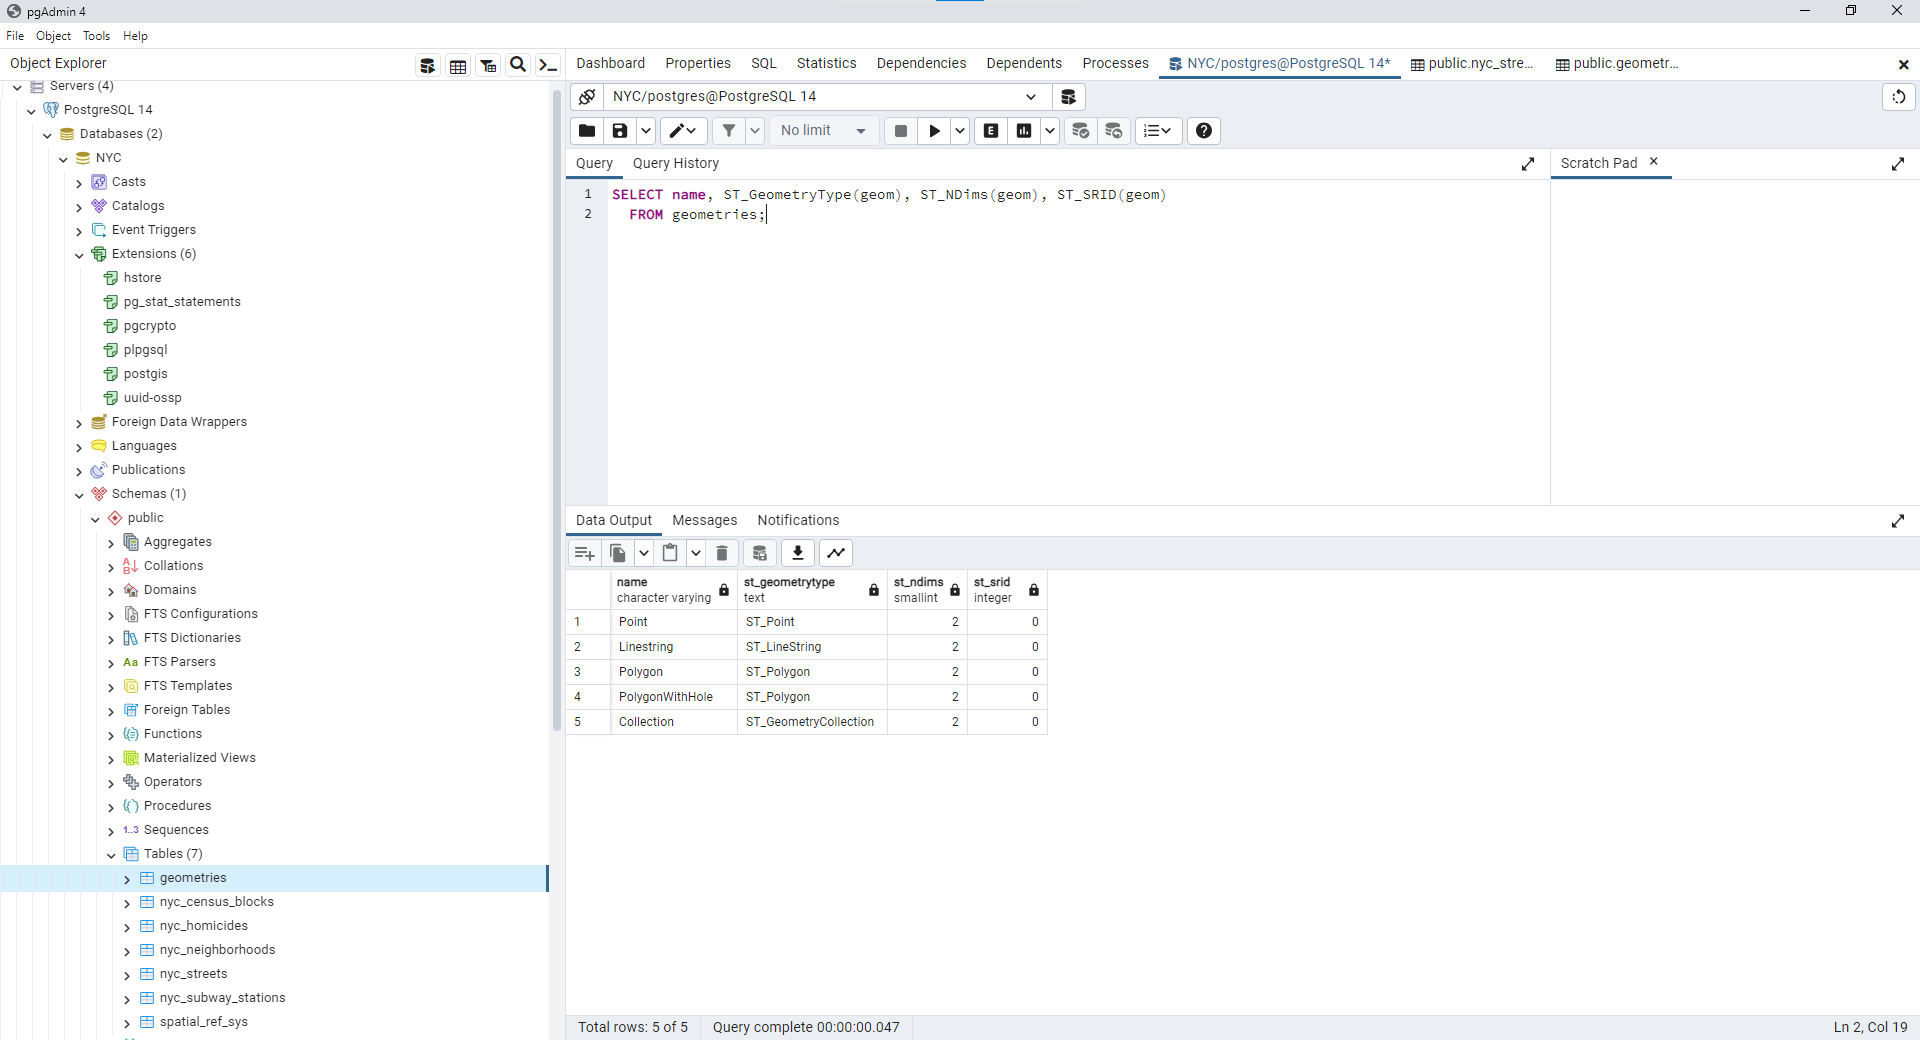 pgAdmin 4
File Object Tools Help
Object Explorer
Servers (4)
PostgreSQL 14
Databases (2)
NYC
Casts
Catalogs
Event Triggers
Extensions (6)
hstore
pg_stat_statements
pgcrypto
plpgsql
postgis
uuid-ossp
Foreign Data Wrappers
Languages
Publications
Schemas (1)
public
Aggregates
Collations
Domains
FTS Configurations
FTS Dictionaries
Aa FTS Parsers
FTS Templates
Foreign Tables
Functions
Materialized Views
Operators
Procedures
1..3 Sequences
Tables (7)
geometries
nyc_census_blocks
nyc_homicides
nyc_neighborhoods
nyc_streets
nyc_subway_stations
spatial_ref_sys
Dashboard Properties SQL Statistics Dependencies Dependents Processes NYC/postgres@PostgreSQL 14* public.nyc_stre... public.geometr...
NYC/postgres@PostgreSQL 14
No limit
Query Query History
Scratch Pad
1 SELECT name, ST_GeometryType(geom), ST_NDims(geom), ST_SRID(geom)
2 FROM geometries;
Data Output Messages Notifications
name st_geometrytype st_ndims st_srid
character varying text smallint integer
1 Point ST_Point 2 0
2 Linestring ST_LineString 2 0
3 Polygon ST_Polygon 2 0
4 PolygonWithHole ST_Polygon 2 0
5 Collection ST_GeometryCollection 2 0
Total rows: 5 of 5 Query complete 00:00:00.047 Ln 2, Col 19